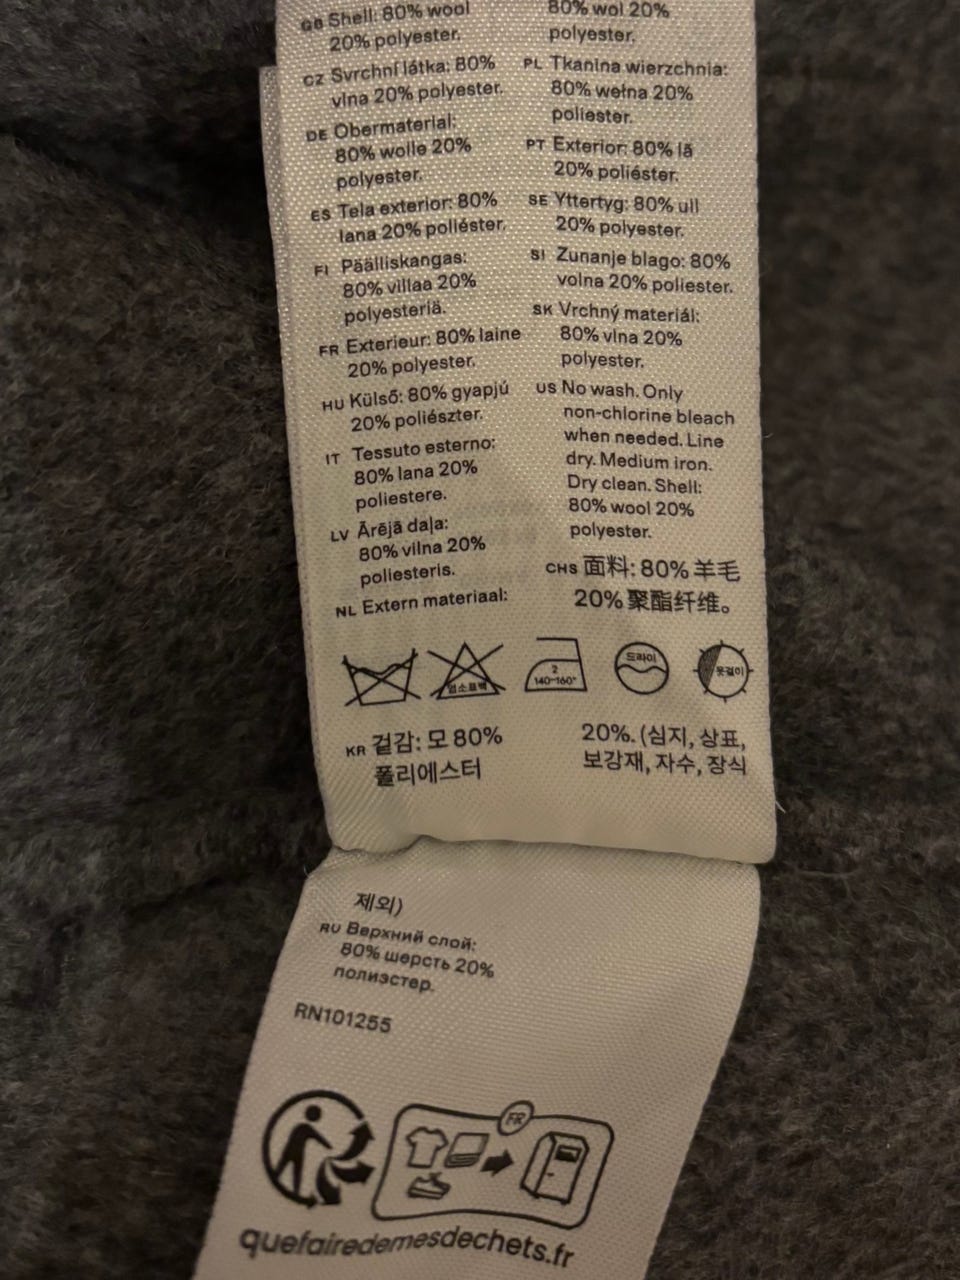 GB Shell: 80% wool
20% polyester.
CZ Svrchní látka: 80%
vlna 20% polyester.
DE Obermaterial:
80% wolle 20%
polyester.
ES Tela exterior: 80%
lana 20% poliéster.
FI Päälliskangas:
80% villaa 20%
polyesteriä.
FR Exterieur: 80% laine
20% polyester.
HU Külső: 80% gyapjú
20% poliészter.
IT Tessuto esterno:
80% lana 20%
poliestere.
LV Ārējā daļa:
80% vilna 20%
poliesteris.
NL Extern materiaal:
80% wol 20%
polyester.
PL Tkanina wierzchnia:
80% wełna 20%
poliester.
PT Exterior: 80% lã
20% poliéster.
SE Yttertyg: 80% ull
20% polyester.
SI Zunanje blago: 80%
volna 20% poliester.
SK Vrchný materiál:
80% vlna 20%
polyester.
US No wash. Only
non-chlorine bleach
when needed. Line
dry. Medium iron.
Dry clean. Shell:
80% wool 20%
polyester.
CHS 面料: 80% 羊毛
20% 聚酯纤维。
염소표백
2
140~160°
드라이
옷걸이
KR 겉감: 모 80%
폴리에스터
20%. (심지, 상표,
보강재, 자수, 장식
제외)
RU Верхний слой:
80% шерсть 20%
полиэстер.
RN101255
FR
quefairedemesdechets.fr